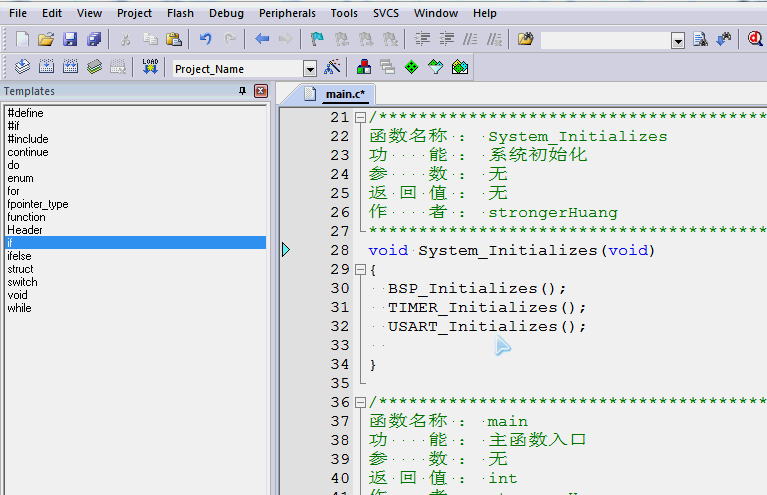 File Edit View Project Flash Debug Peripherals Tools SVCS Window Help
LOAD Project_Name
Templates
main.c*
#define
#if
#include
continue
do
enum
for
fpointer_type
function
Header
if
ifelse
struct
switch
void
while
21 /****************************************
22 函数名称 : System_Initializes
23 功    能 : 系统初始化
24 参    数 : 无
25 返 回 值 : 无
26 作    者 : strongerHuang
27 ****************************************
28 void System_Initializes(void)
29 {
30   BSP_Initializes();
31   TIMER_Initializes();
32   USART_Initializes();
33
34 }
35
36 /****************************************
37 函数名称 : main
38 功    能 : 主函数入口
39 参    数 : 无
40 返 回 值 : int